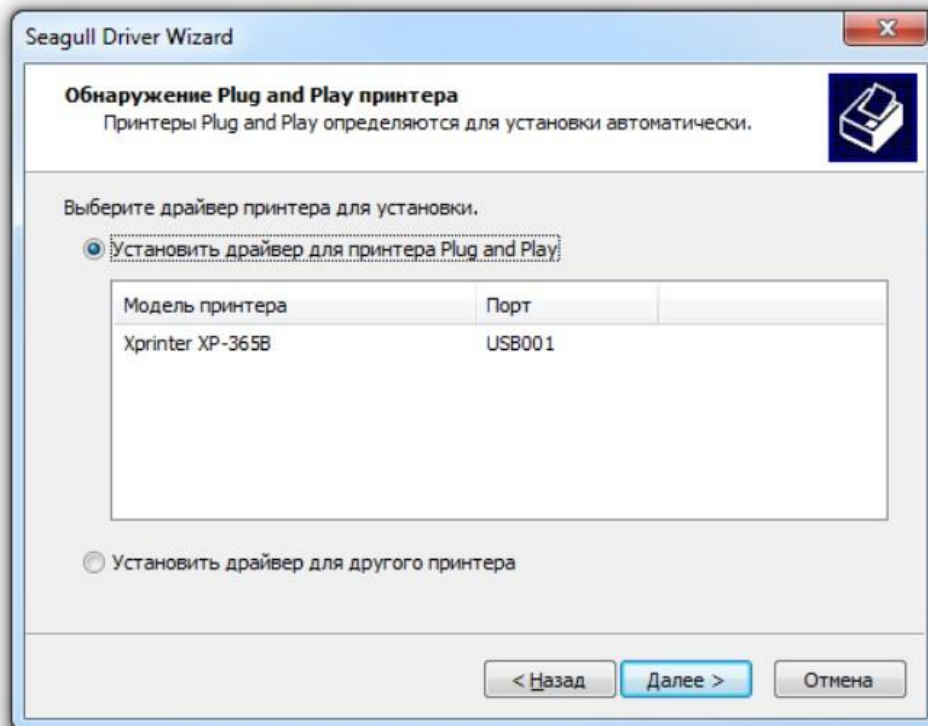 Seagull Driver Wizard
Обнаружение Plug and Play принтера
Принтеры Plug and Play определяются для установки автоматически.
Выберите драйвер принтера для установки.
Установить драйвер для принтера Plug and Play
Модель принтера Порт
Xprinter XP-365B USB001
Установить драйвер для другого принтера
< Назад Далее > Отмена